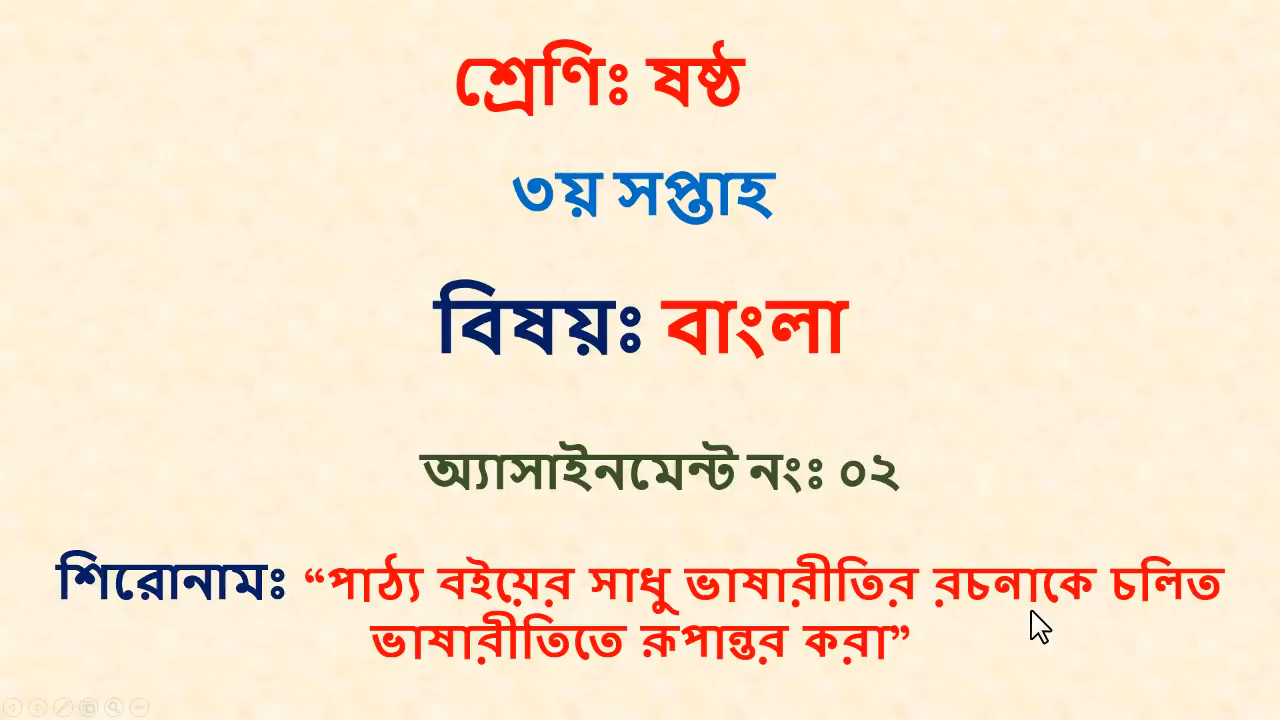 শ্রেণিঃ ষষ্ঠ
৩য় সপ্তাহ
বিষয়ঃ বাংলা
অ্যাসাইনমেন্ট নংঃ ০২
শিরোনামঃ “পাঠ্য বইয়ের সাধু ভাষারীতির রচনাকে চলিত
ভাষারীতিতে রূপান্তর করা”